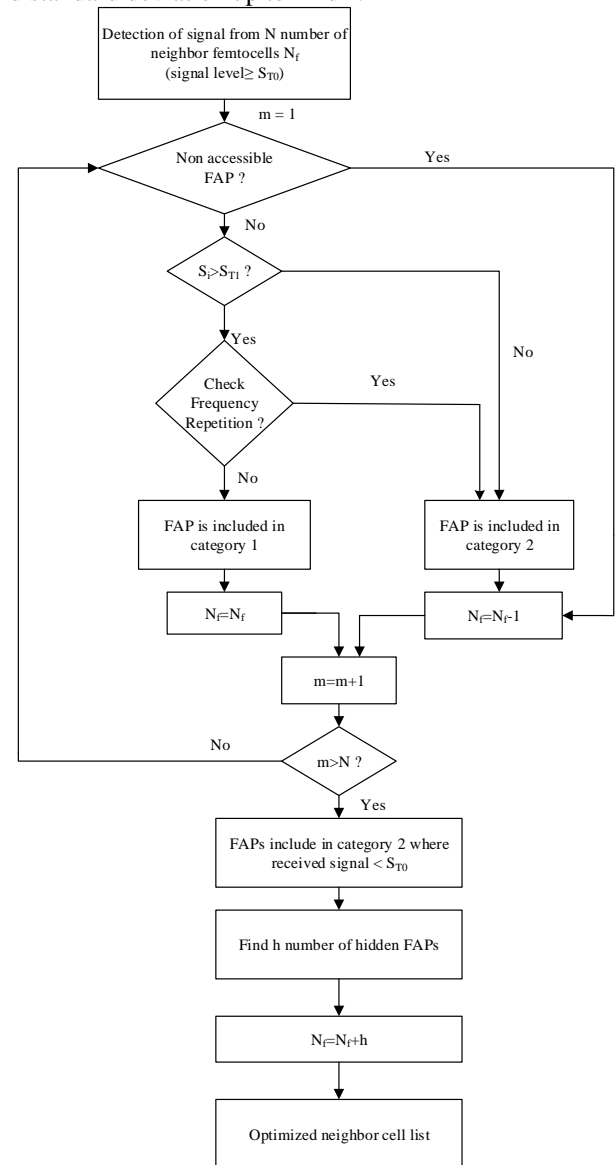 Detection of signal from N number of
neighbor femtocells Nf
(signal level≥ ST0)
m = 1
Non accessible
FAP ?
Yes
No
Si>ST1 ?
No
Yes
Check
Frequency
Repetition ?
Yes
No
FAP is included in
category 1
FAP is included in
category 2
Nf=Nf
Nf=Nf-1
m=m+1
No
m>N ?
Yes
FAPs include in category 2 where
received signal < ST0
Find h number of hidden FAPs
Nf=Nf+h
Optimized neighbor cell list